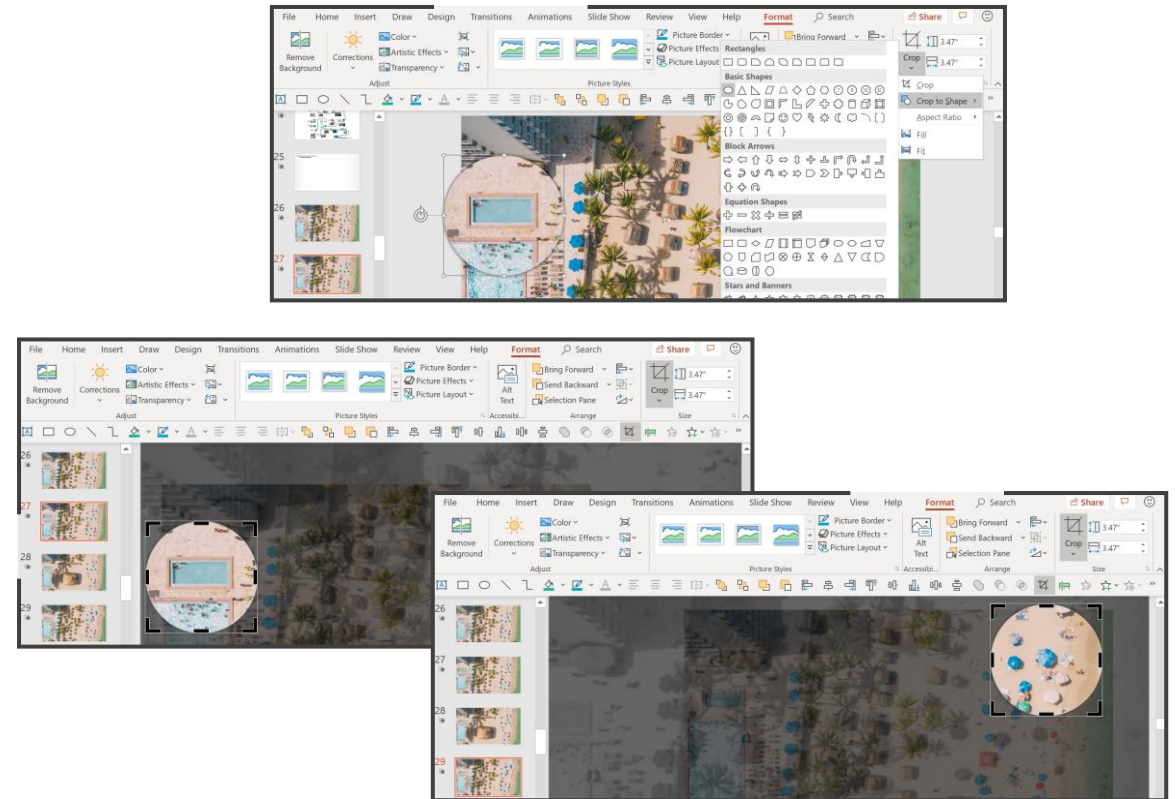 File Home Insert Draw Design Transitions Animations Slide Show Review View Help Format Search Share
Remove Background
Corrections
Color
Artistic Effects
Transparency
Adjust
Picture Styles
Picture Border
Picture Effects
Picture Layout
Bring Forward
Crop
3.47"
3.47"
Rectangles
Basic Shapes
Block Arrows
Equation Shapes
Flowchart
Stars and Banners
Crop
Crop to Shape
Aspect Ratio
Fill
Fit
25
26
27
File Home Insert Draw Design Transitions Animations Slide Show Review View Help Format Search Share
Remove Background
Corrections
Color
Artistic Effects
Transparency
Adjust
Picture Styles
Picture Border
Picture Effects
Picture Layout
Alt Text
Accessibi...
Bring Forward
Send Backward
Selection Pane
Arrange
Crop
3.47"
3.47"
Size
26
27
28
29
File Home Insert Draw Design Transitions Animations Slide Show Review View Help Format Search Share
Remove Background
Corrections
Color
Artistic Effects
Transparency
Adjust
Picture Styles
Picture Border
Picture Effects
Picture Layout
Alt Text
Accessibi...
Bring Forward
Send Backward
Selection Pane
Arrange
Crop
3.47"
3.47"
Size
26
27
28
29